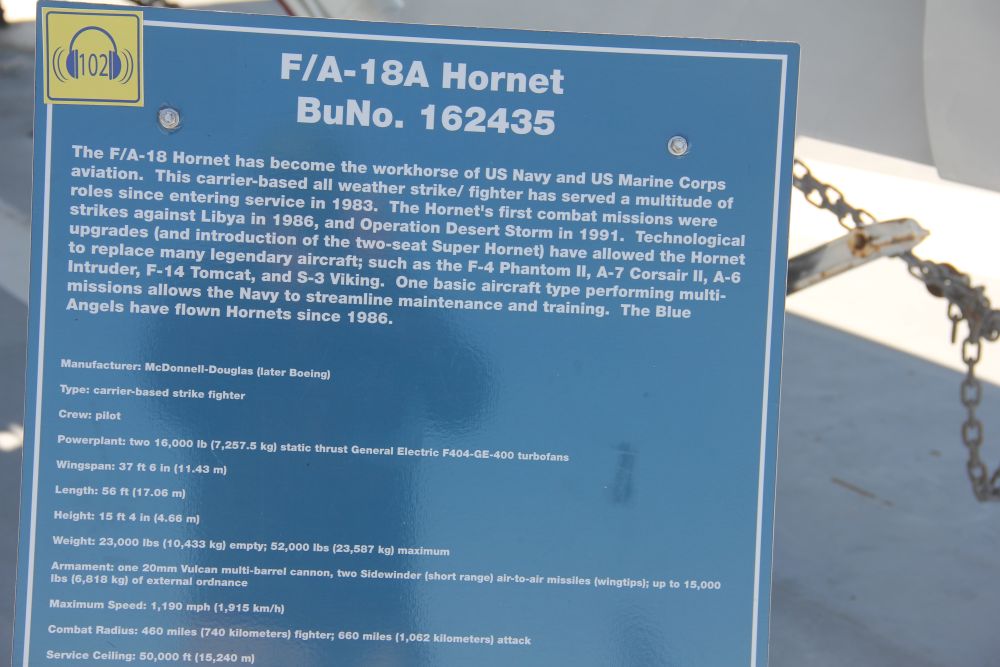 102
F/A-18A Hornet
BuNo. 162435
The F/A-18 Hornet has become the workhorse of US Navy and US Marine Corps
aviation. This carrier-based all weather strike/ fighter has served a multitude of
roles since entering service in 1983. The Hornet's first combat missions were
strikes against Libya in 1986, and Operation Desert Storm in 1991. Technological
upgrades (and introduction of the two-seat Super Hornet) have allowed the Hornet
to replace many legendary aircraft; such as the F-4 Phantom II, A-7 Corsair II, A-6
Intruder, F-14 Tomcat, and S-3 Viking. One basic aircraft type performing multi-
missions allows the Navy to streamline maintenance and training. The Blue
Angels have flown Hornets since 1986.
Manufacturer: McDonnell-Douglas (later Boeing)
Type: carrier-based strike fighter
Crew: pilot
Powerplant: two 16,000 lb (7,257.5 kg) static thrust General Electric F404-GE-400 turbofans
Wingspan: 37 ft 6 in (11.43 m)
Length: 56 ft (17.06 m)
Height: 15 ft 4 in (4.66 m)
Weight: 23,000 lbs (10,433 kg) empty; 52,000 lbs (23,587 kg) maximum
Armament: one 20mm Vulcan multi-barrel cannon, two Sidewinder (short range) air-to-air missiles (wingtips); up to 15,000
lbs (6,818 kg) of external ordnance
Maximum Speed: 1,190 mph (1,915 km/h)
Combat Radius: 460 miles (740 kilometers) fighter; 660 miles (1,062 kilometers) attack
Service Ceiling: 50,000 ft (15,240 m)